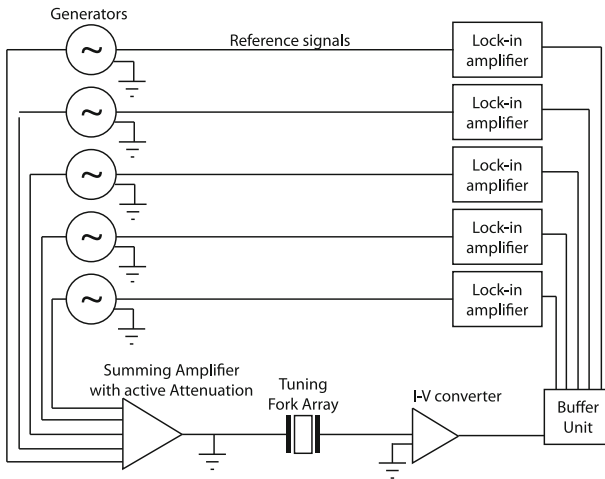 Generators
Reference signals
Lock-in
amplifier
~
Lock-in
amplifier
~
Lock-in
amplifier
~
Lock-in
amplifier
~
Lock-in
amplifier
~
Summing Amplifier
with active Attenuation
Tuning
Fork Array
I-V converter
Buffer
Unit